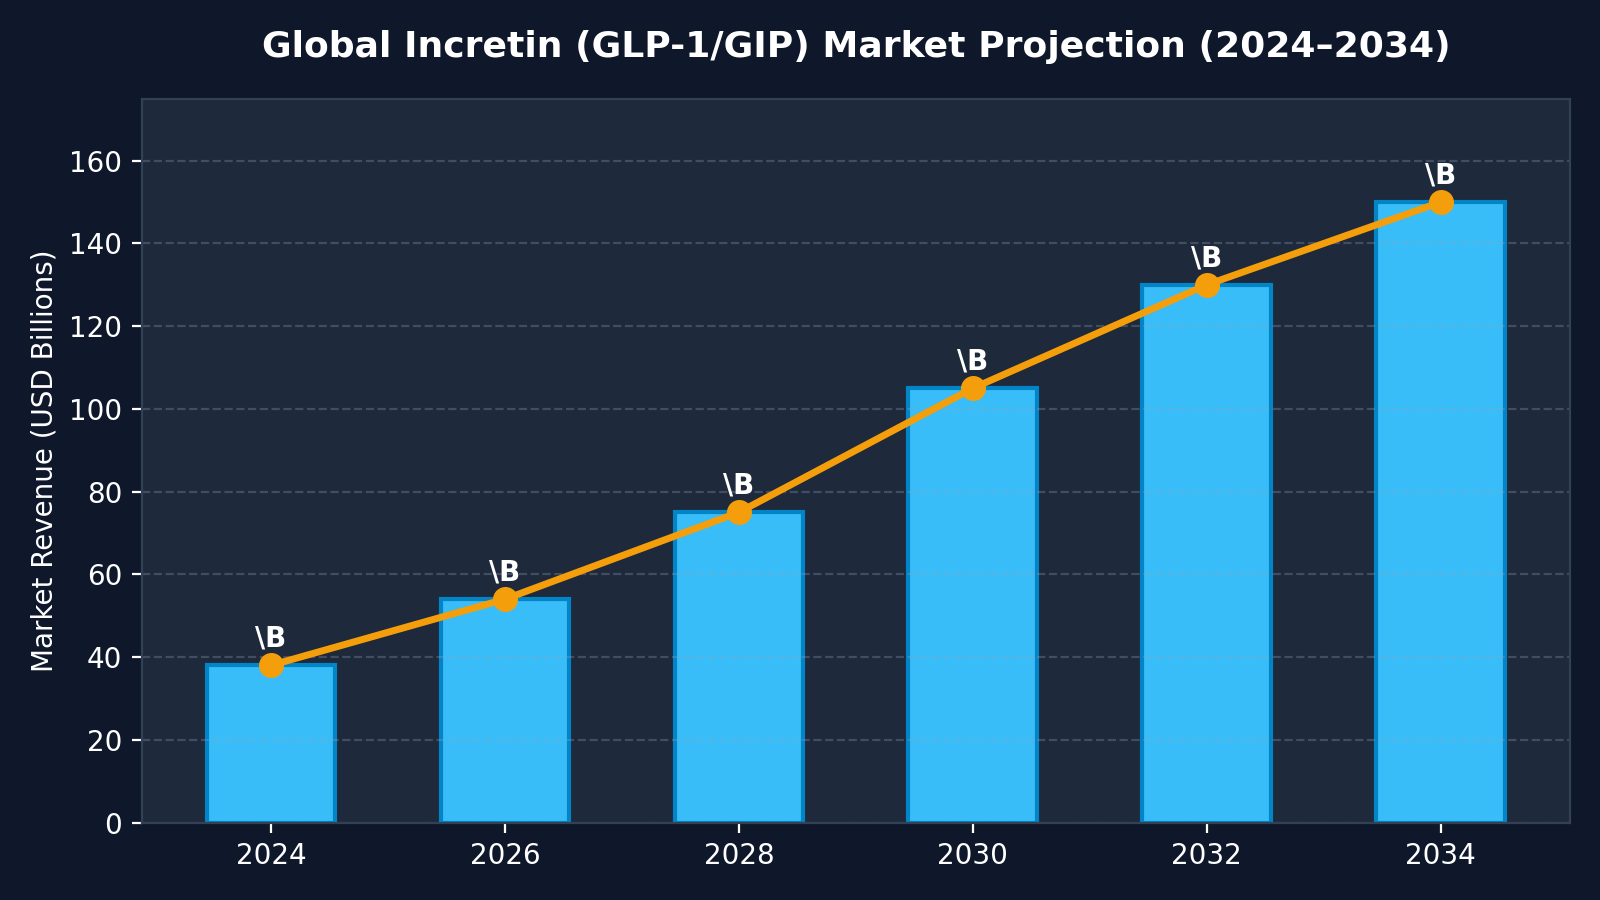 Global Incretin (GLP-1/GIP) Market Projection (2024–2034)
Market Revenue (USD Billions)
160
140
120
100
80
60
40
20
0
\B
\B
\B
\B
\B
\B
2024
2026
2028
2030
2032
2034